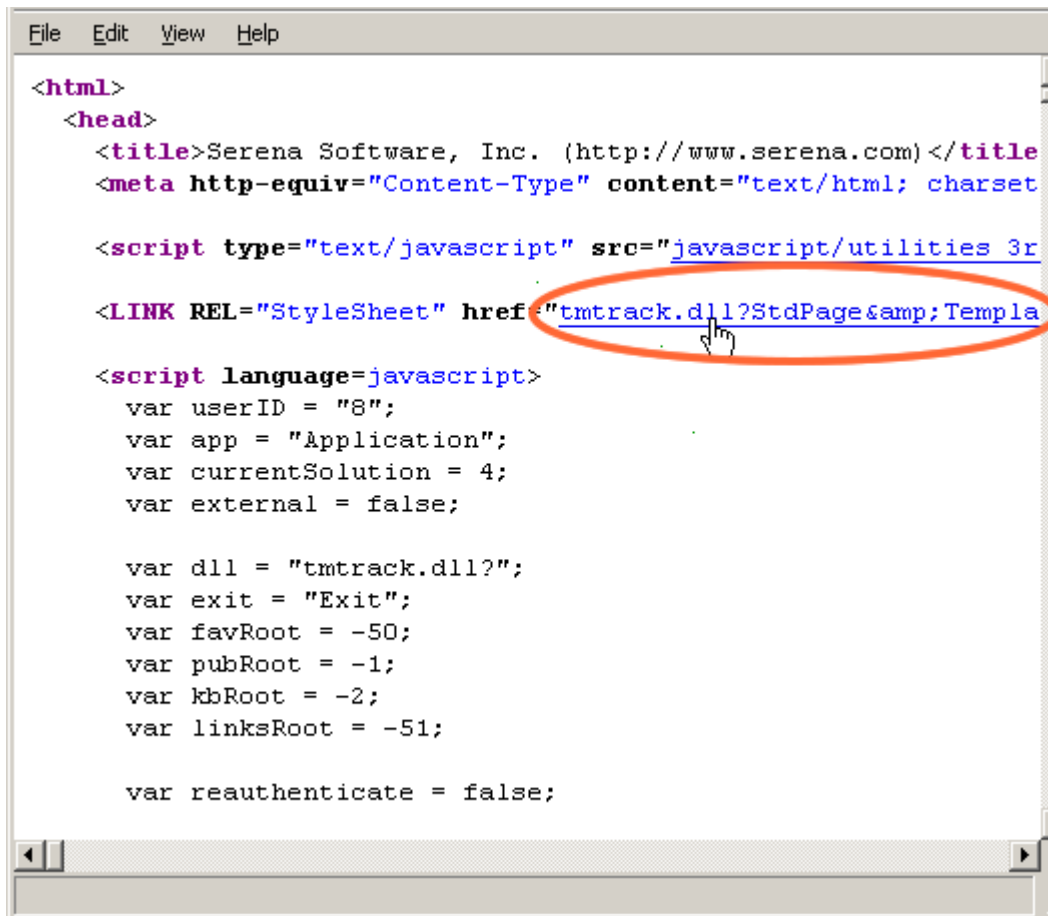 File Edit View Help
<html>
<head>
<title>Serena Software, Inc. (http://www.serena.com)</title
<meta http-equiv="Content-Type" content="text/html; charset
<script type="text/javascript" src="javascript/utilities 3r
<LINK REL="StyleSheet" href="tmtrack.dll?StdPage&amp;Templa
<script language=javascript>
var userID = "8";
var app = "Application";
var currentSolution = 4;
var external = false;
var dll = "tmtrack.dll?";
var exit = "Exit";
var favRoot = -50;
var pubRoot = -1;
var kbRoot = -2;
var linksRoot = -51;
var reauthenticate = false;